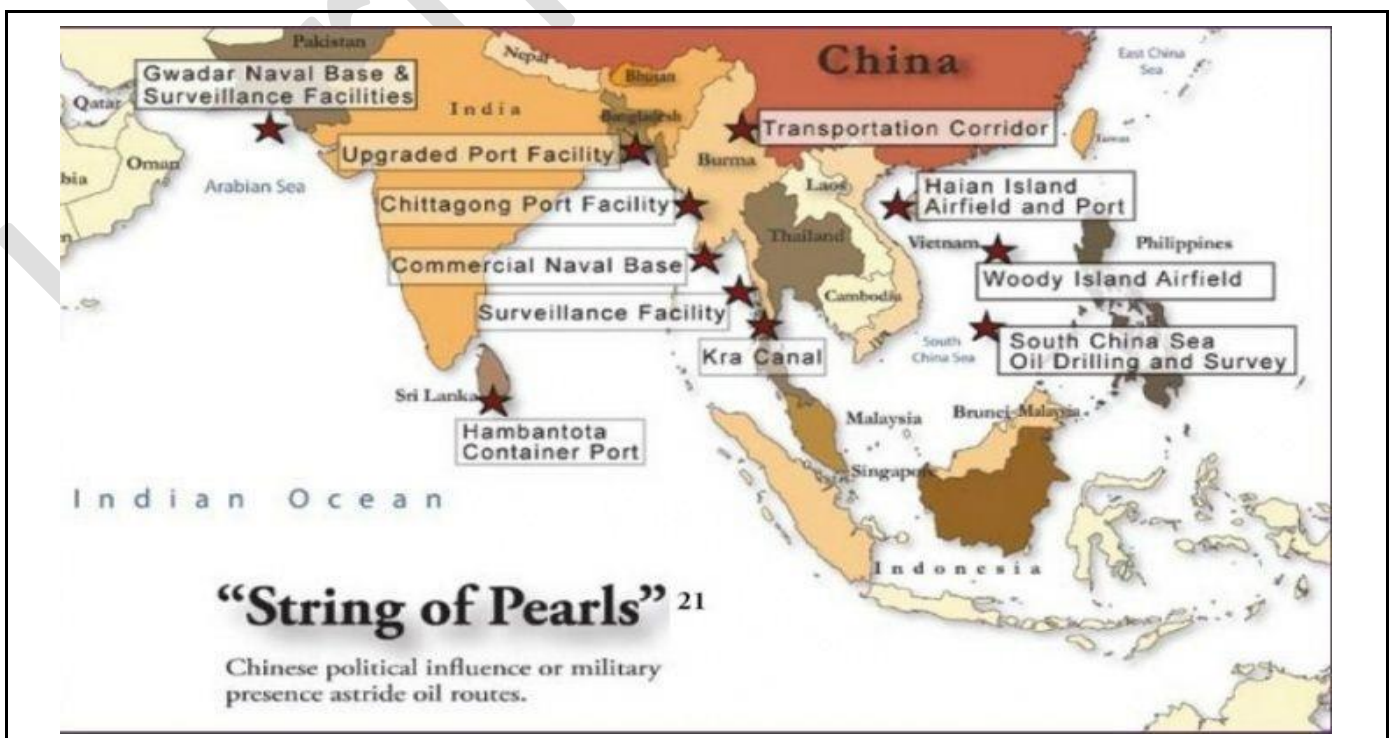 Pakistan
China
East China
Sea
Nepal
Gwadar Naval Base &
Surveillance Facilities
Bhutan
Qatar
India
Bangladesh
Transportation Corridor
Taiwan
Upgraded Port Facility
Burma
Oman
bia
Arabian Sea
Laos
Haian Island
Airfield and Port
Chittagong Port Facility
Thailand
Vietnam
Philippines
Commercial Naval Base
Woody Island Airfield
Cambodia
Surveillance Facility
South
China Sea
South China Sea
Oil Drilling and Survey
Kra Canal
Sri Lanka
Malaysia
Brunei
Malaysia
Hambantota
Container Port
Singapore
Indian Ocean
Indonesia
“String of Pearls” 21
Chinese political influence or military
presence astride oil routes.